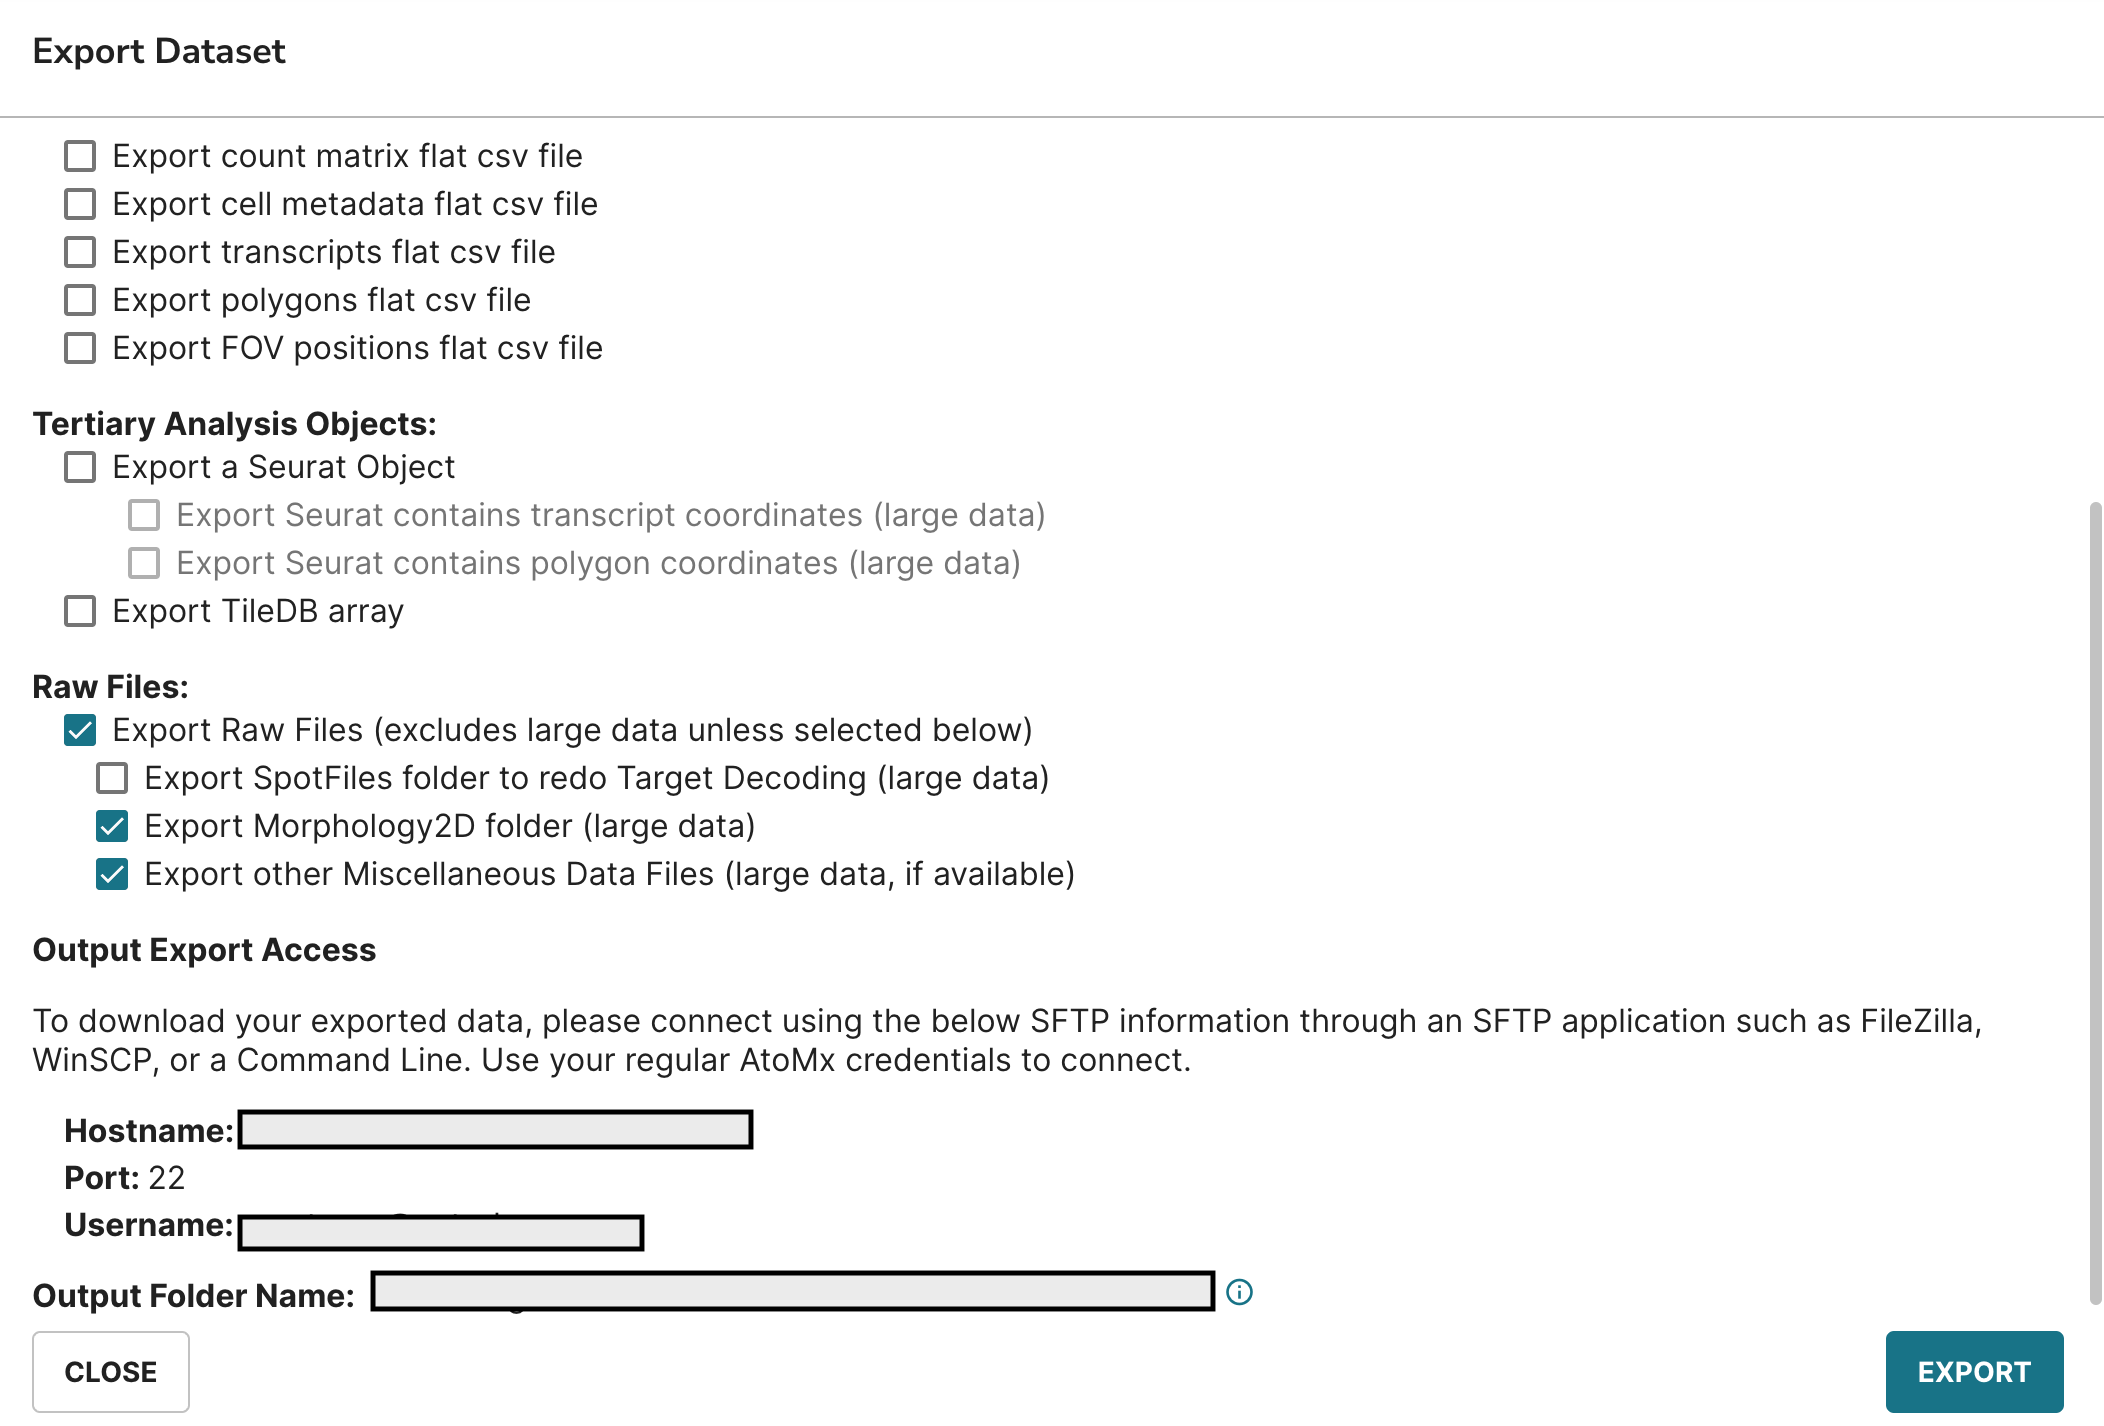 Export Dataset
Export count matrix flat csv file
Export cell metadata flat csv file
Export transcripts flat csv file
Export polygons flat csv file
Export FOV positions flat csv file
Tertiary Analysis Objects:
Export a Seurat Object
Export Seurat contains transcript coordinates (large data)
Export Seurat contains polygon coordinates (large data)
Export TileDB array
Raw Files:
Export Raw Files (excludes large data unless selected below)
Export SpotFiles folder to redo Target Decoding (large data)
Export Morphology2D folder (large data)
Export other Miscellaneous Data Files (large data, if available)
Output Export Access
To download your exported data, please connect using the below SFTP information through an SFTP application such as FileZilla,
WinSCP, or a Command Line. Use your regular AtoMx credentials to connect.
Hostname:
Port: 22
Username:
Output Folder Name:
CLOSE
EXPORT